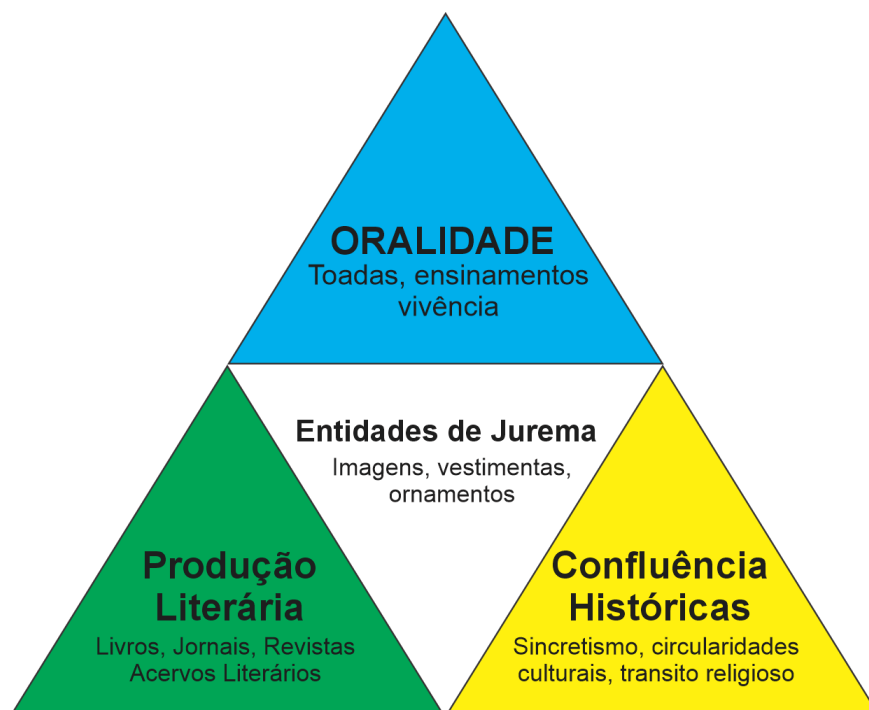 ORALIDADE
Toadas, ensinamentos
vivência
Entidades de Jurema
Imagens, vestimentas,
ornamentos
Produção
Literária
Livros, Jornais, Revistas
Acervos Literários
Confluência
Históricas
Sincretismo, circularidades
culturais, transito religioso